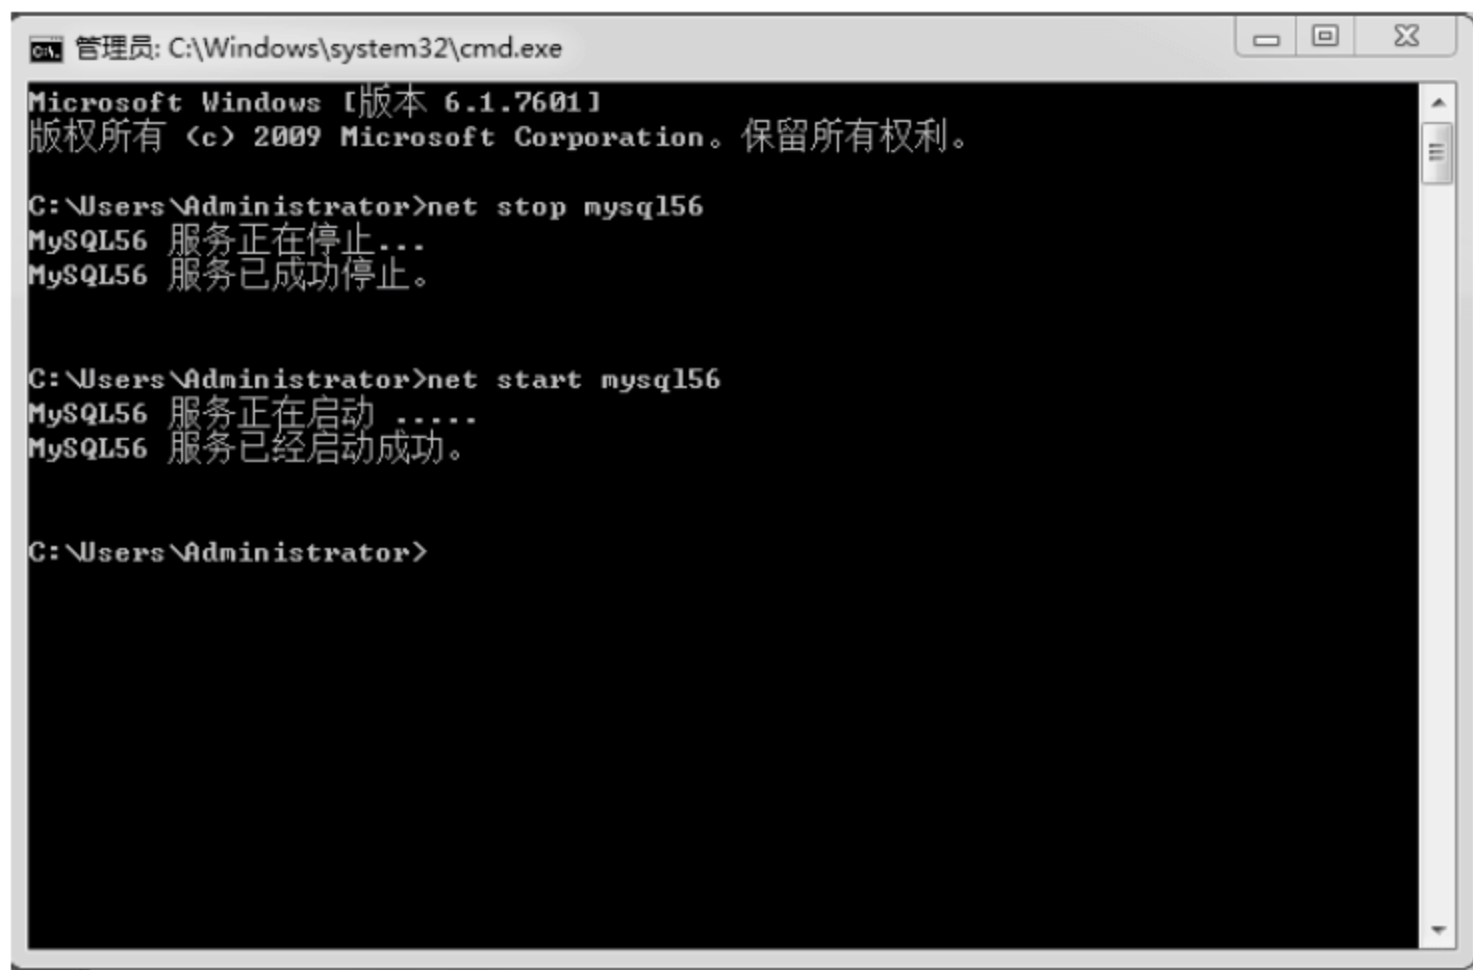 管理员: C:\Windows\system32\cmd.exe
Microsoft Windows [版本 6.1.7601]
版权所有 (c) 2009 Microsoft Corporation。保留所有权利。
C:\Users\Administrator>net stop mysql56
MySQL56 服务正在停止...
MySQL56 服务已成功停止。
C:\Users\Administrator>net start mysql56
MySQL56 服务正在启动 .....
MySQL56 服务已经启动成功。
C:\Users\Administrator>